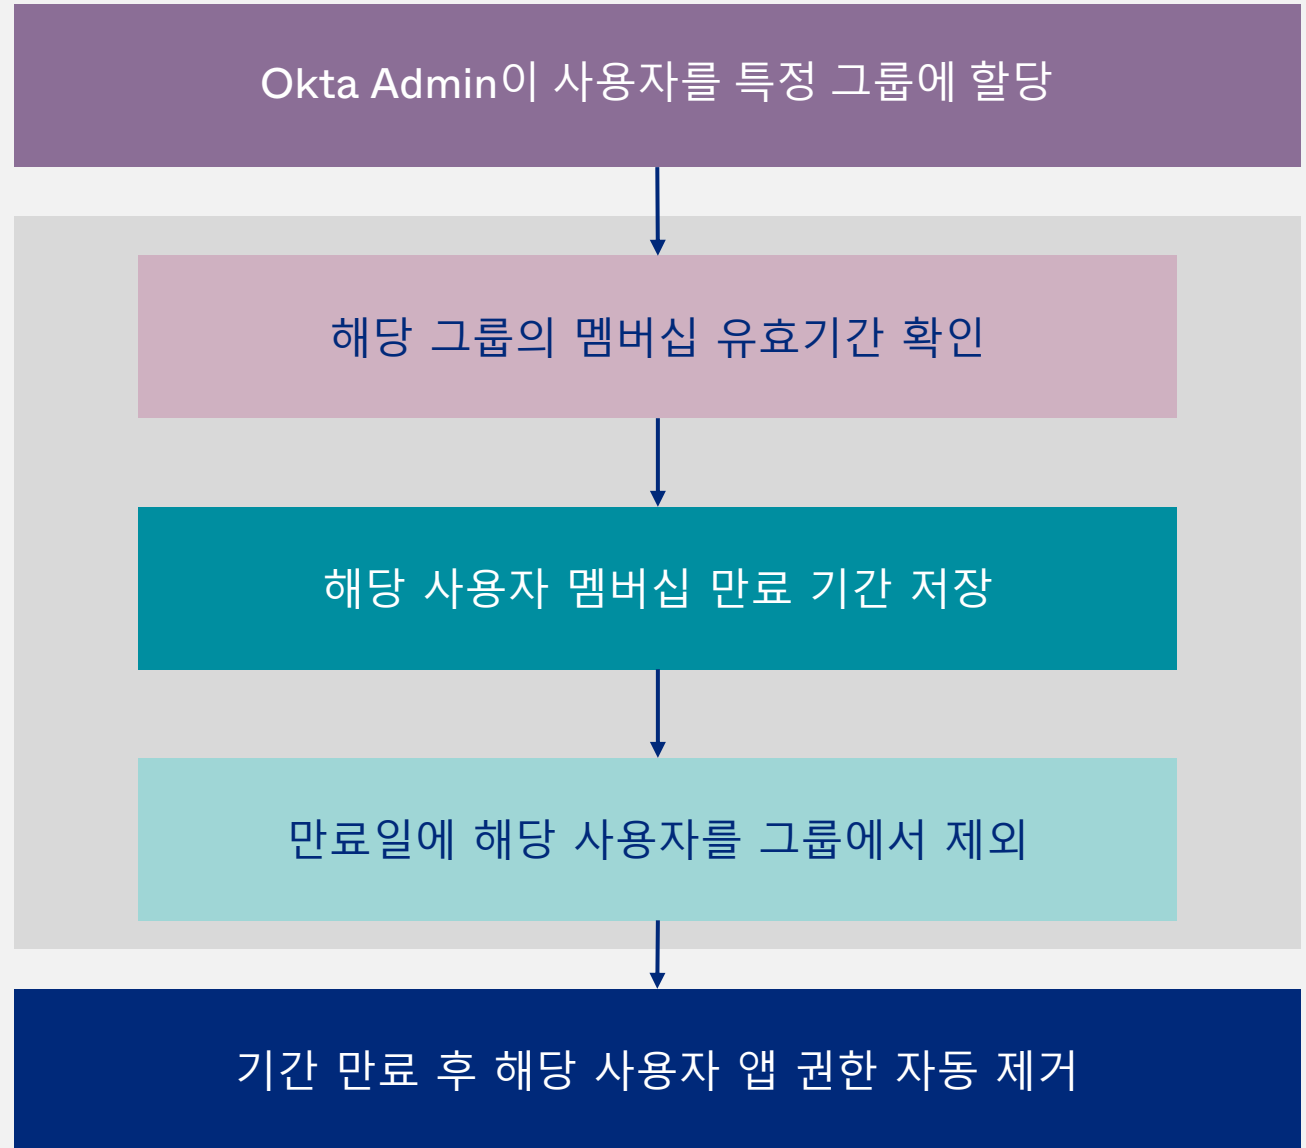 Okta Admin이 사용자를 특정 그룹에 할당
해당 그룹의 멤버십 유효기간 확인
해당 사용자 멤버십 만료 기간 저장
만료일에 해당 사용자를 그룹에서 제외
기간 만료 후 해당 사용자 앱 권한 자동 제거